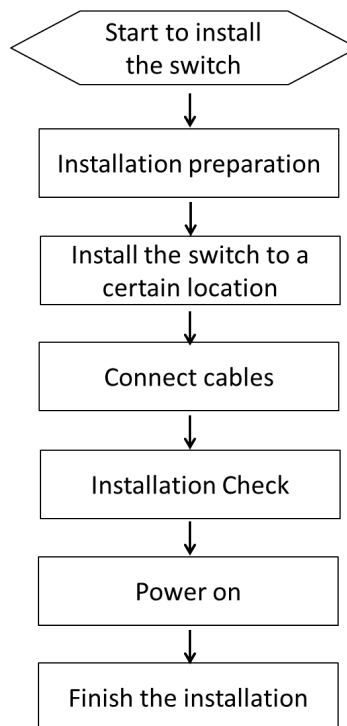 Start to install
the switch
Installation preparation
Install the switch to a
certain location
Connect cables
Installation Check
Power on
Finish the installation